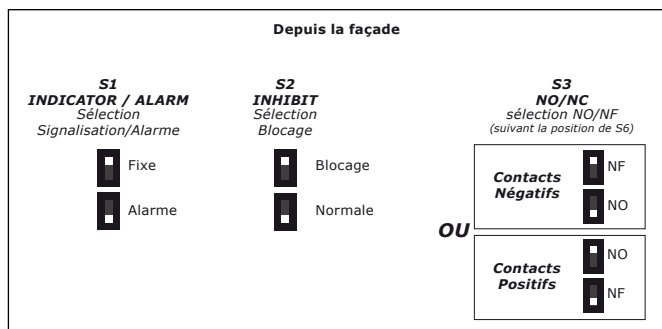 Depuis la façade
S1
INDICATOR / ALARM
Sélection
Signalisation/Alarme
Fixe
Alarme
S2
INHIBIT
Sélection
Blocage
Blocage
Normale
S3
NO/NC
sélection NO/NF
(suivant la position de S6)
Contacts
Négatifs
NF
NO
OU
Contacts
Positifs
NO
NF